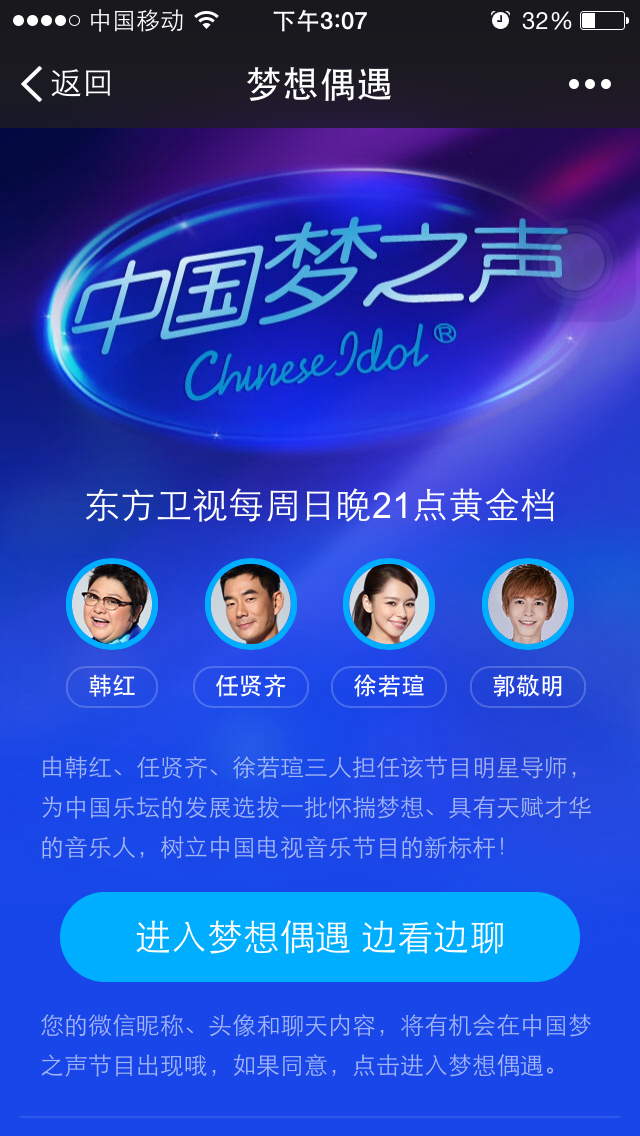 中国移动 下午3:07 32%
返回 梦想偶遇
中国梦之声
Chinese Idol®
东方卫视每周日晚21点黄金档
韩红 任贤齐 徐若瑄 郭敬明
由韩红、任贤齐、徐若瑄三人担任该节目明星导师，
为中国乐坛的发展选拔一批怀揣梦想、具有天赋才华
的音乐人，树立中国电视音乐节目的新标杆！
进入梦想偶遇 边看边聊
您的微信昵称、头像和聊天内容，将有机会在中国梦
之声节目出现哦，如果同意，点击进入梦想偶遇。